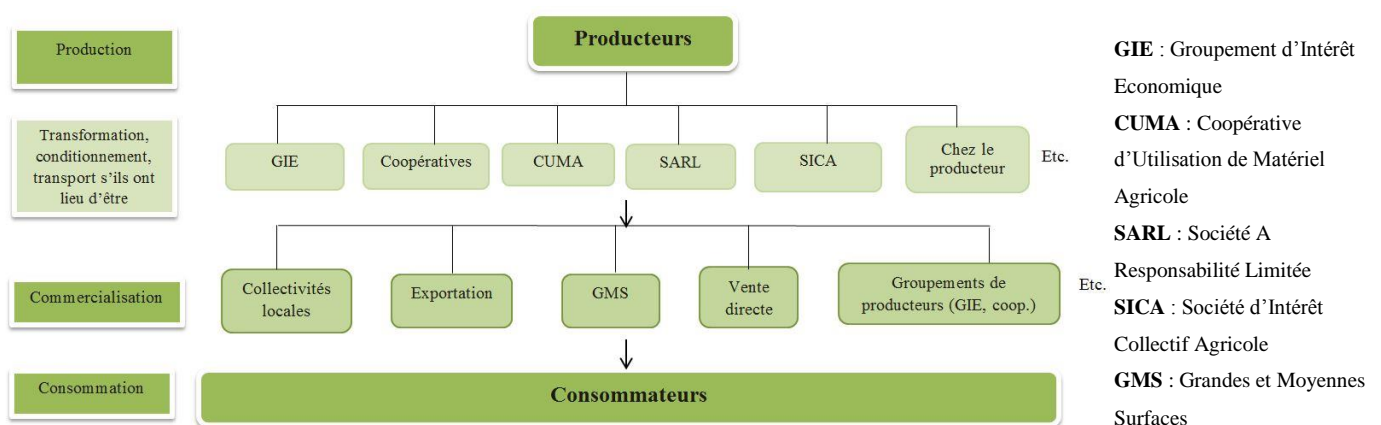 Production
Producteurs
Transformation,
conditionnement,
transport s’ils ont
lieu d’être
GIE
Coopératives
CUMA
SARL
SICA
Chez le
producteur
Etc.
Commercialisation
Collectivités
locales
Exportation
GMS
Vente
directe
Groupements de
producteurs (GIE, coop.)
Etc.
Consommation
Consommateurs
GIE : Groupement d’Intérêt
Economique
CUMA : Coopérative
d’Utilisation de Matériel
Agricole
SARL : Société A
Responsabilité Limitée
SICA : Société d’Intérêt
Collectif Agricole
GMS : Grandes et Moyennes
Surfaces